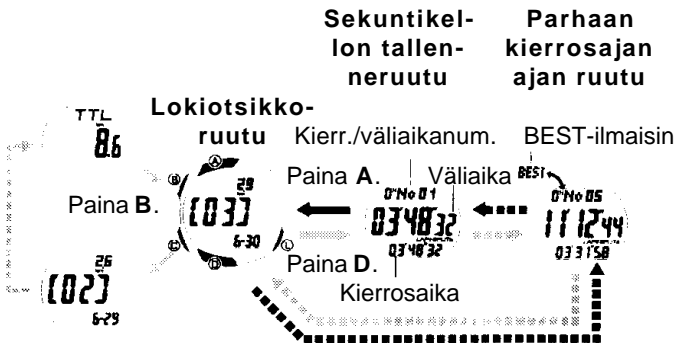 Sekuntikel-
lon tallen-
neruutu
Parhaan
kierrosajan
ajan ruutu
Lokiotsikko-
ruutu
Kierr./väliaikanum.
BEST-ilmaisin
TTL
8.6
Paina B.
A
B
C
D
L
29
[03]
6-30
Paina A.
Väliaika
0"No 01
03'48 32
03'48"32
Paina D.
Kierrosaika
BEST
0"No 05
11'12 44
03'31"50
26
[02]
6-29